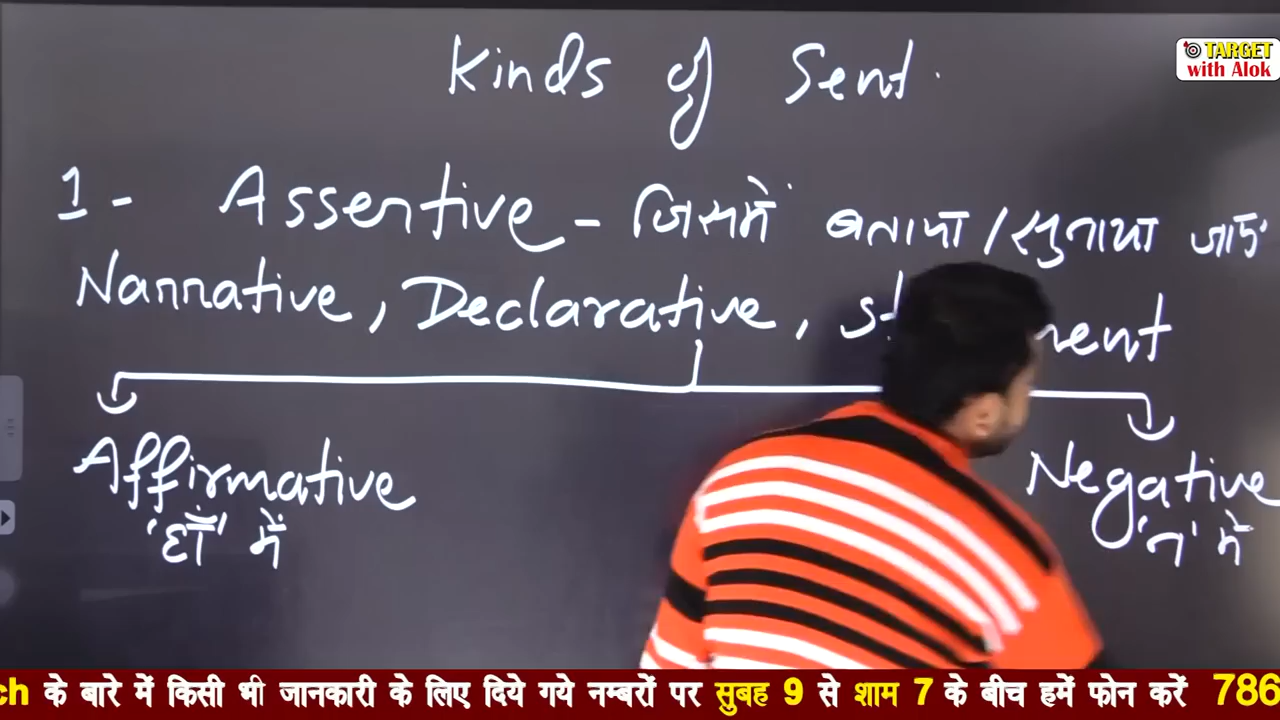 Kinds of Sent.
TARGET
with Alok
1 - Assertive - जिसमें बताया / सुनाया जाए
Narrative, Declarative,
Affirmative
Negative
'हाँ' में
'न' में
ch के बारे में किसी भी जानकारी के लिए दिये गये नम्बरों पर सुबह 9 से शाम 7 के बीच हमें फोन करें 786